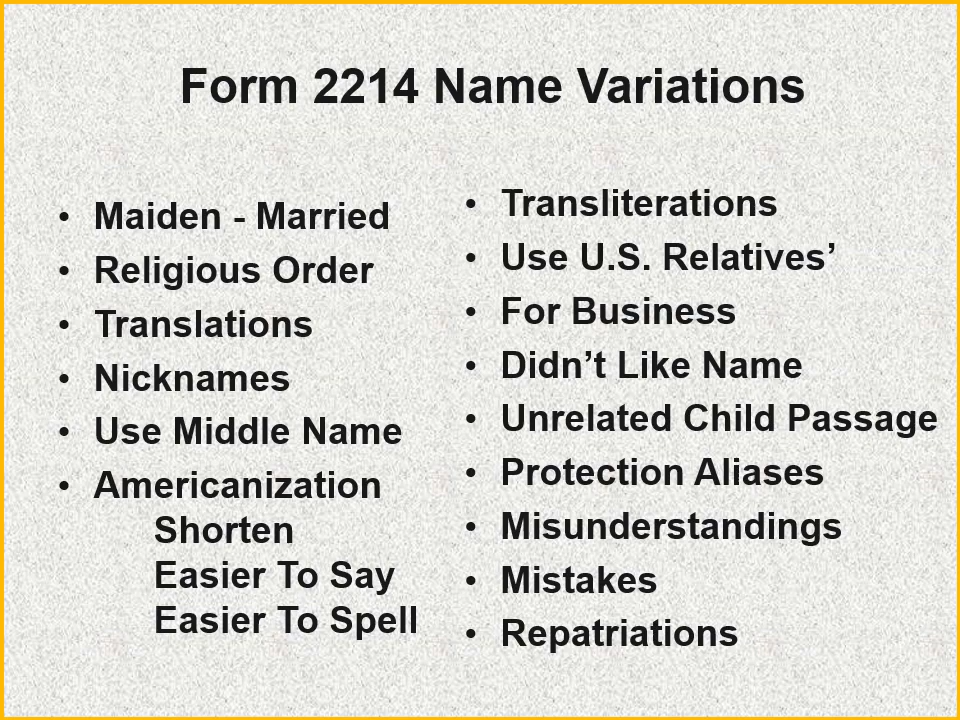 Form 2214 Name Variations
• Maiden - Married
• Religious Order
• Translations
• Nicknames
• Use Middle Name
• Americanization
Shorten
Easier To Say
Easier To Spell
• Transliterations
• Use U.S. Relatives’
• For Business
• Didn’t Like Name
• Unrelated Child Passage
• Protection Aliases
• Misunderstandings
• Mistakes
• Repatriations